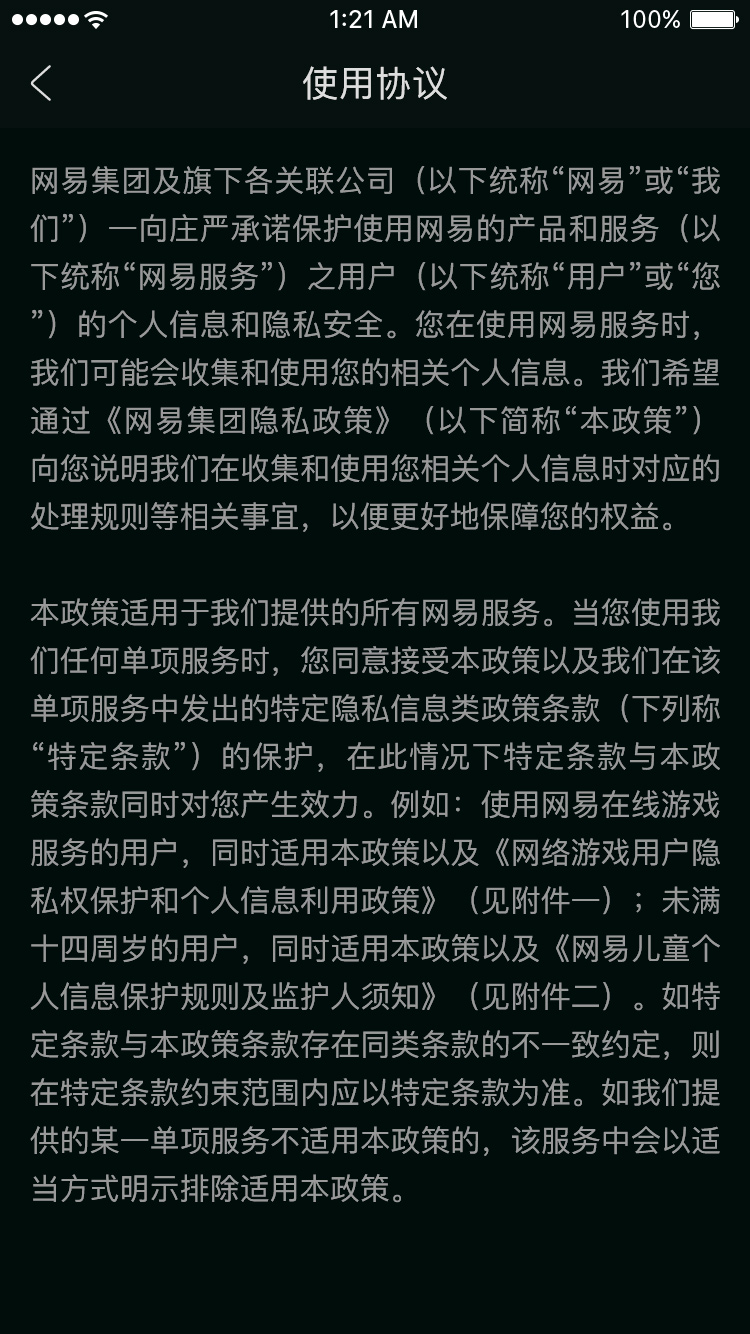 1:21 AM
100%
使用协议
网易集团及旗下各关联公司（以下统称“网易”或“我
们”）一向庄严承诺保护使用网易的产品和服务（以
下统称“网易服务”）之用户（以下统称“用户”或“您
”）的个人信息和隐私安全。您在使用网易服务时，
我们可能会收集和使用您的相关个人信息。我们希望
通过《网易集团隐私政策》（以下简称“本政策”）
向您说明我们在收集和使用您相关个人信息时对应的
处理规则等相关事宜，以便更好地保障您的权益。
本政策适用于我们提供的所有网易服务。当您使用我
们任何单项服务时，您同意接受本政策以及我们在该
单项服务中发出的特定隐私信息类政策条款（下列称
“特定条款”）的保护，在此情况下特定条款与本政
策条款同时对您产生效力。例如：使用网易在线游戏
服务的用户，同时适用本政策以及《网络游戏用户隐
私权保护和个人信息利用政策》（见附件一）；未满
十四周岁的用户，同时适用本政策以及《网易儿童个
人信息保护规则及监护人须知》（见附件二）。如特
定条款与本政策条款存在同类条款的不一致约定，则
在特定条款约束范围内应以特定条款为准。如我们提
供的某一单项服务不适用本政策的，该服务中会以适
当方式明示排除适用本政策。